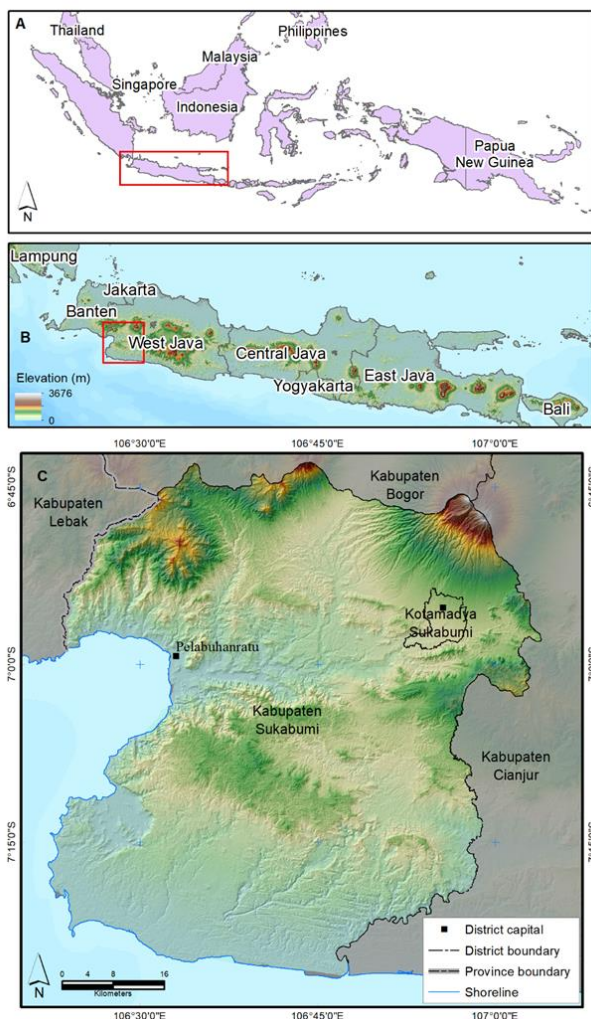 A
Thailand
Philippines
Malaysia
Singapore
Indonesia
Papua
New Guinea
N
Lampung
Jakarta
Banten
B
West Java
Central Java
Yogyakarta
East Java
Bali
Elevation (m)
3676
0
106°30'0"E
106°45'0"E
107°0'0"E
C
6°45'0"S
Kabupaten
Lebak
Kabupaten
Bogor
Kotamadya
Sukabumi
Pelabuhanratu
7°0'0"S
Kabupaten
Sukabumi
Kabupaten
Cianjur
7°15'0"S
7°15'0"S
N
0 4 8 16
Kilometers
District capital
District boundary
Province boundary
Shoreline
106°30'0"E
106°45'0"E
107°0'0"E